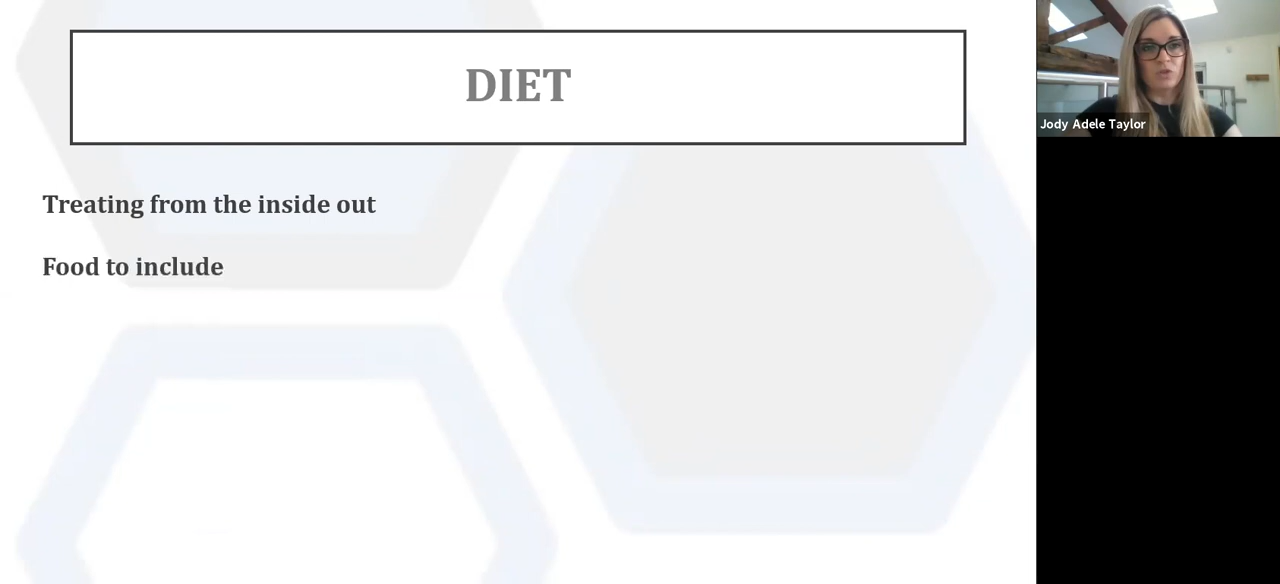 DIET
Treating from the inside out
Food to include
Jody Adele Taylor